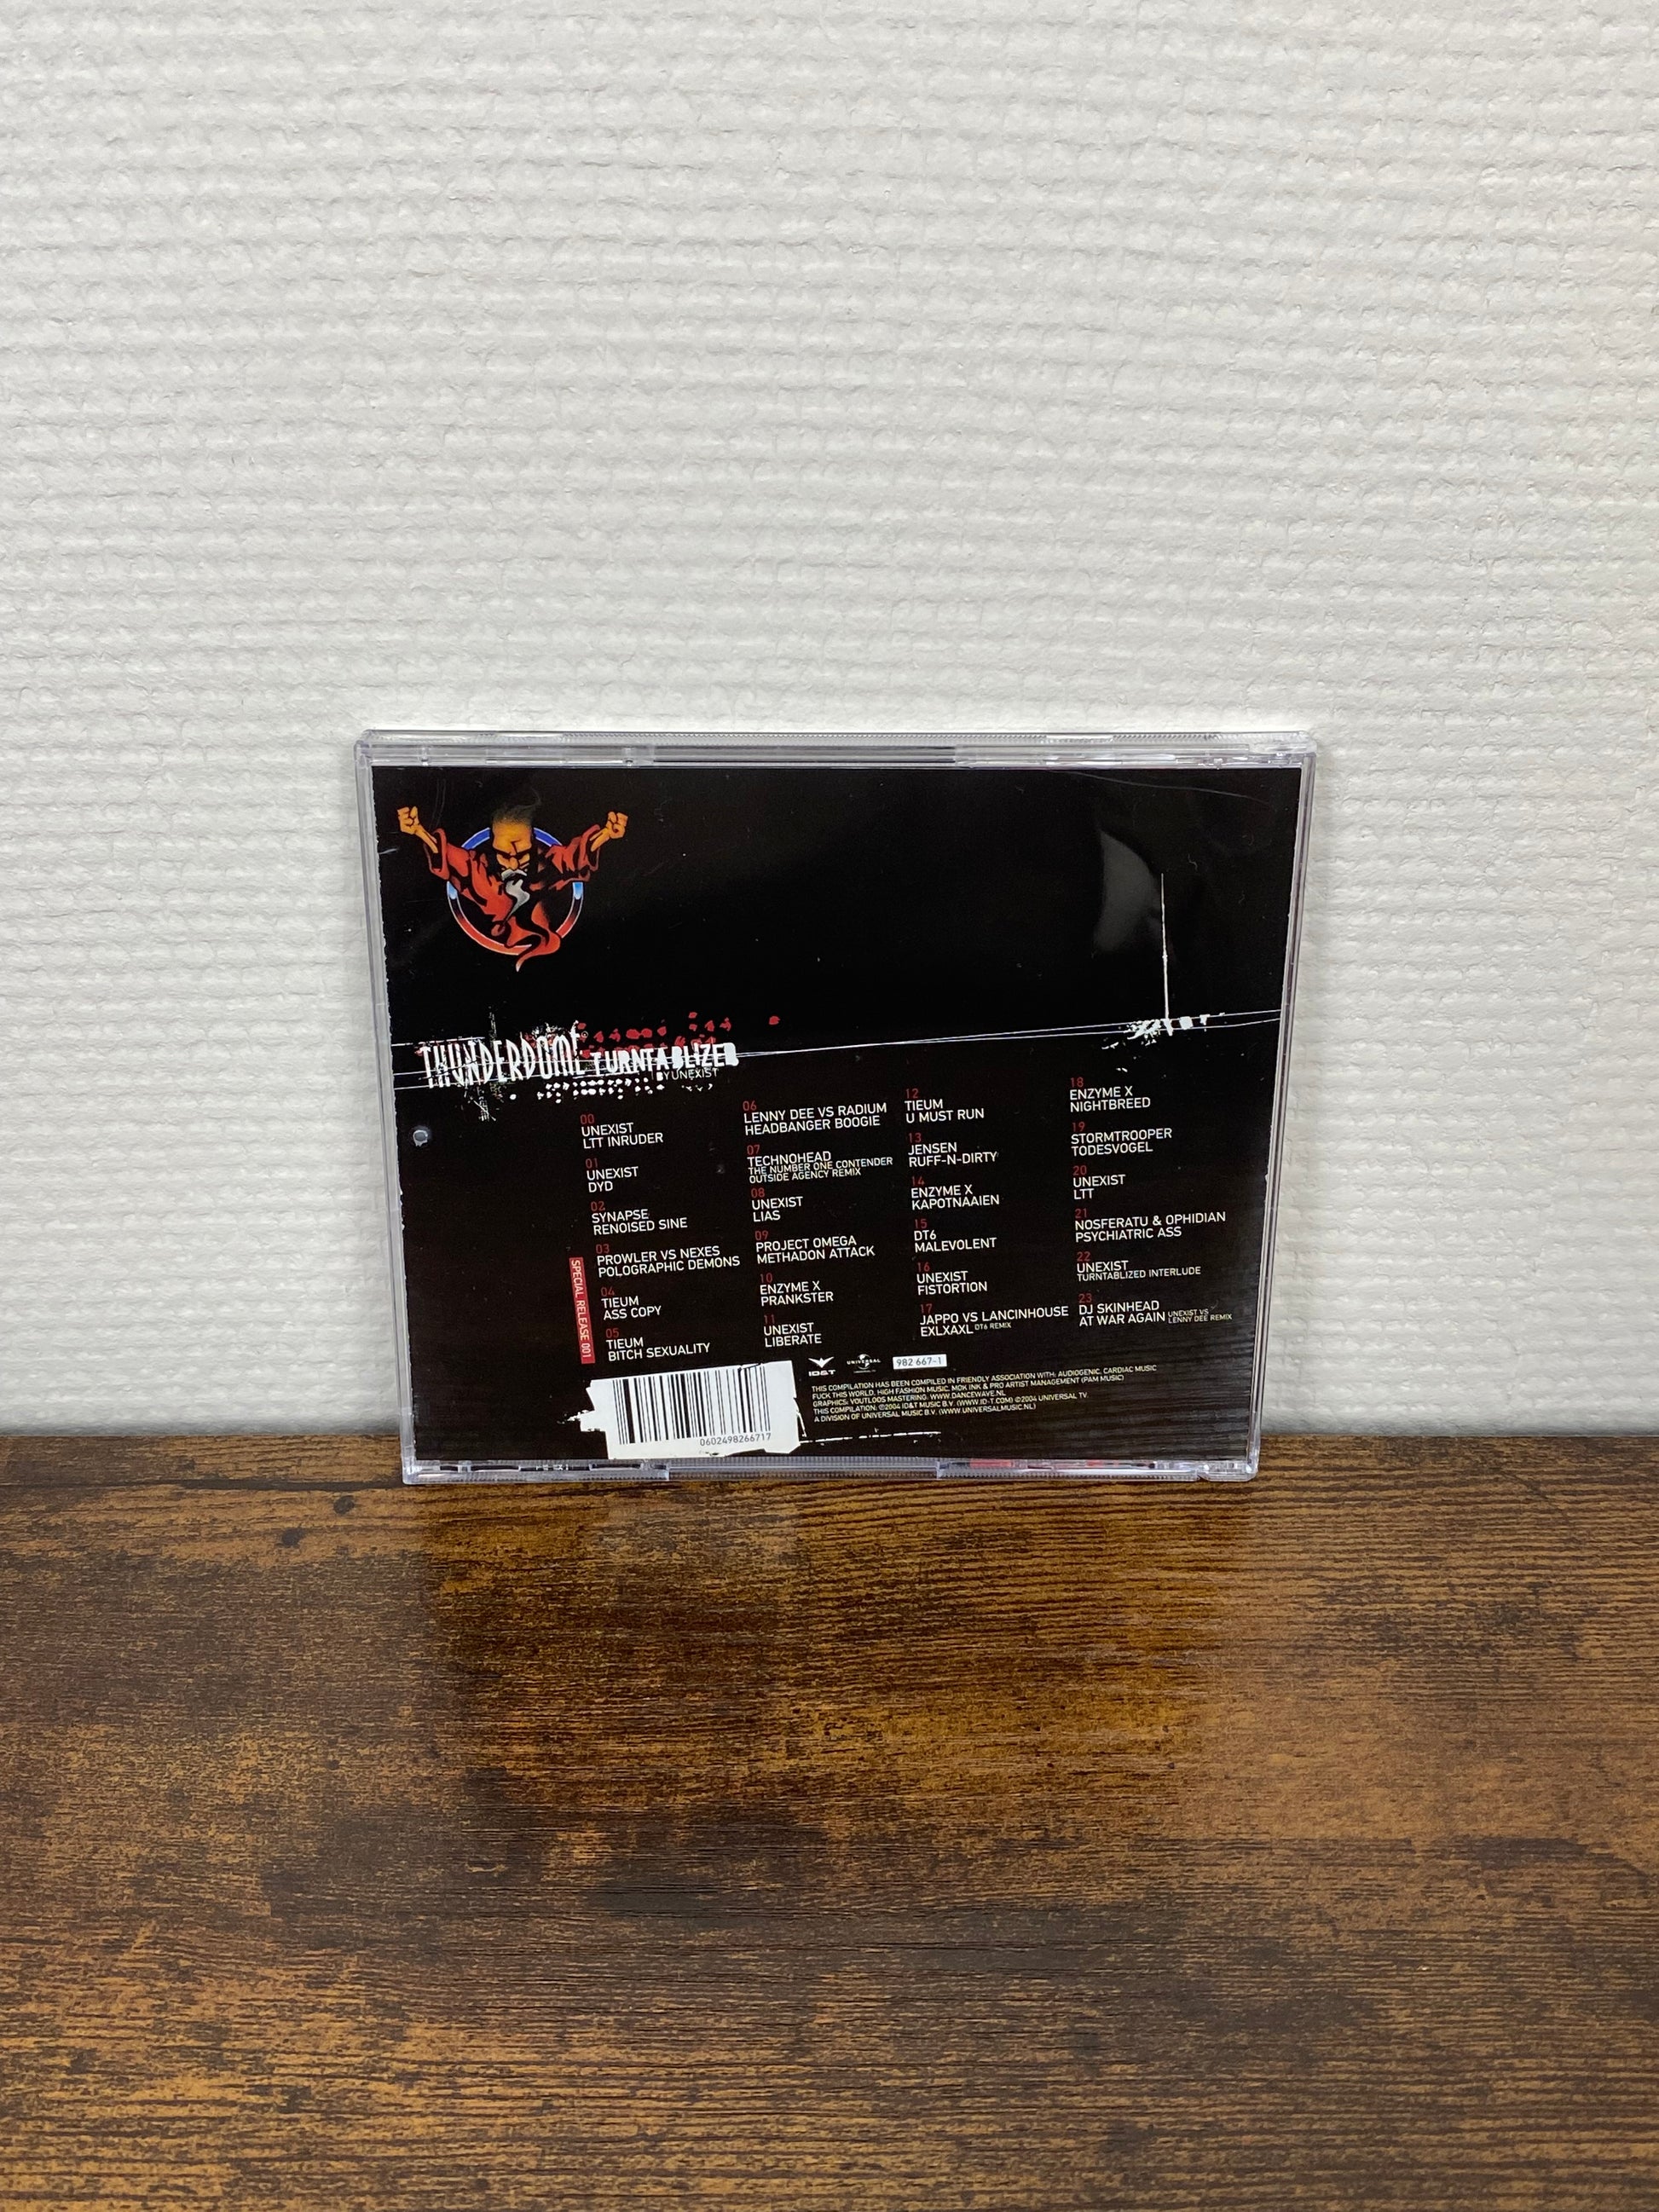 THUNDERDOME TURNTABLIZED
BY UNEXIST
00
UNEXIST
LTT INRUDER
01
UNEXIST
DYD
02
SYNAPSE
RENOISED SINE
03
PROWLER VS NEXES
POLOGRAPHIC DEMONS
04
TIEUM
ASS COPY
05
TIEUM
BITCH SEXUALITY
SPECIAL RELEASE 001
06
LENNY DEE VS RADIUM
HEADBANGER BOOGIE
07
TECHNOHEAD
THE NUMBER ONE CONTENDER
OUTSIDE AGENCY REMIX
08
UNEXIST
LIAS
09
PROJECT OMEGA
METHADON ATTACK
10
ENZYME X
PRANKSTER
11
UNEXIST
LIBERATE
12
TIEUM
U MUST RUN
13
JENSEN
RUFF-N-DIRTY
14
ENZYME X
KAPOTNAAIEN
15
DT6
MALEVOLENT
16
UNEXIST
FISTORTION
17
JAPPO VS LANCINHOUSE
EXLXAXL DT6 REMIX
18
ENZYME X
NIGHTBREED
19
STORMTROOPER
TODESVOGEL
20
UNEXIST
LTT
21
NOSFERATU & OPHIDIAN
PSYCHIATRIC ASS
22
UNEXIST
TURNTABLIZED INTERLUDE
23
DJ SKINHEAD
AT WAR AGAIN UNEXIST VS
LENNY DEE REMIX
ID&T
UNIVERSAL
982 667-1
THIS COMPILATION HAS BEEN COMPILED IN FRIENDLY ASSOCIATION WITH: AUDIOGENIC, CARDIAC MUSIC
FUCK THIS WORLD, HIGH FASHION MUSIC, MOK INK & PRO ARTIST MANAGEMENT (PAM MUSIC)
GRAPHICS: VOUTLOOS MASTERING: WWW.DANCEWAVE.NL
THIS COMPILATION: ℗2004 ID&T MUSIC B.V. (WWW.ID-T.COM) ©2004 UNIVERSAL TV.
A DIVISION OF UNIVERSAL MUSIC B.V. (WWW.UNIVERSALMUSIC.NL)
0602498266717